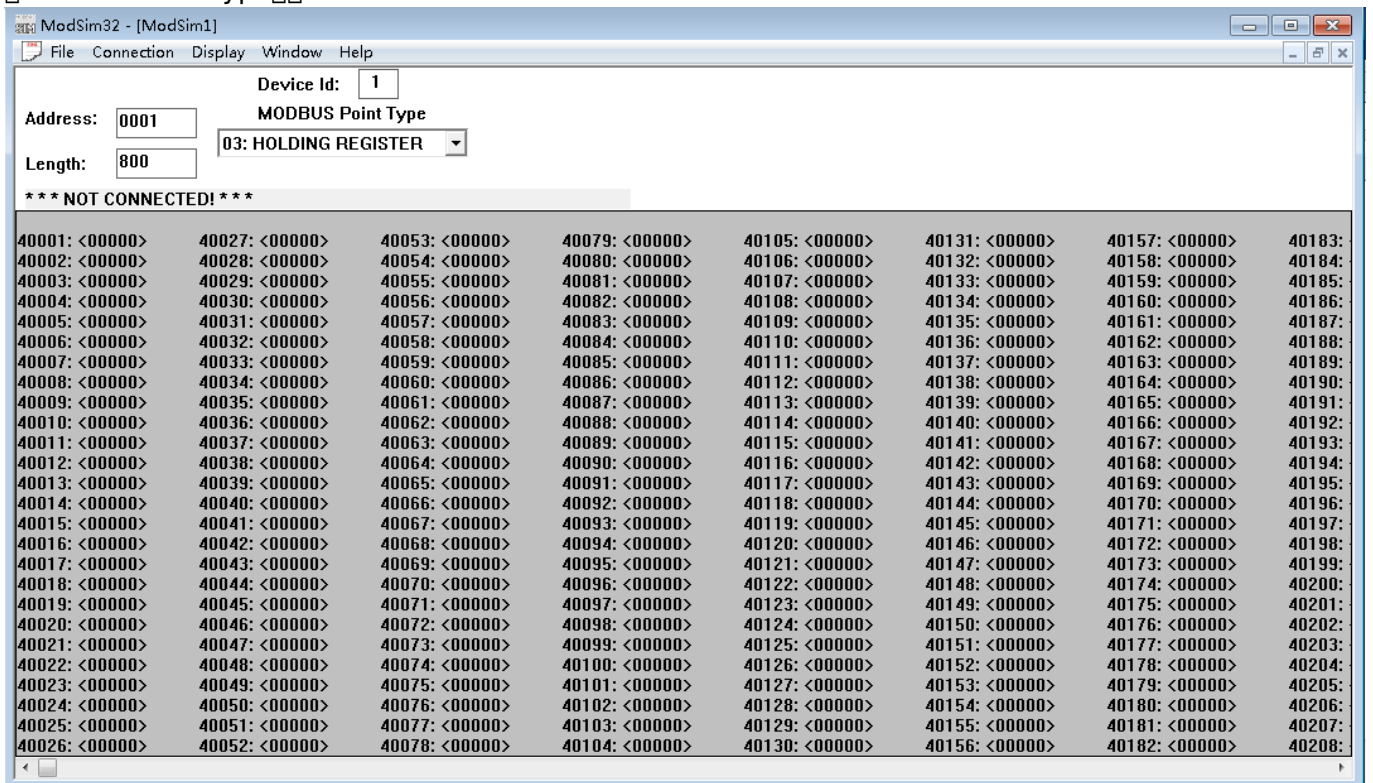 ModSim32 - [ModSim1]
File Connection Display Window Help
Device Id: 1
Address: 0001 MODBUS Point Type
03: HOLDING REGISTER
Length: 800
* * * NOT CONNECTED! * * *
40001: <00000> 40027: <00000> 40053: <00000> 40079: <00000> 40105: <00000> 40131: <00000> 40157: <00000> 40183:
40002: <00000> 40028: <00000> 40054: <00000> 40080: <00000> 40106: <00000> 40132: <00000> 40158: <00000> 40184:
40003: <00000> 40029: <00000> 40055: <00000> 40081: <00000> 40107: <00000> 40133: <00000> 40159: <00000> 40185:
40004: <00000> 40030: <00000> 40056: <00000> 40082: <00000> 40108: <00000> 40134: <00000> 40160: <00000> 40186:
40005: <00000> 40031: <00000> 40057: <00000> 40083: <00000> 40109: <00000> 40135: <00000> 40161: <00000> 40187:
40006: <00000> 40032: <00000> 40058: <00000> 40084: <00000> 40110: <00000> 40136: <00000> 40162: <00000> 40188:
40007: <00000> 40033: <00000> 40059: <00000> 40085: <00000> 40111: <00000> 40137: <00000> 40163: <00000> 40189:
40008: <00000> 40034: <00000> 40060: <00000> 40086: <00000> 40112: <00000> 40138: <00000> 40164: <00000> 40190:
40009: <00000> 40035: <00000> 40061: <00000> 40087: <00000> 40113: <00000> 40139: <00000> 40165: <00000> 40191:
40010: <00000> 40036: <00000> 40062: <00000> 40088: <00000> 40114: <00000> 40140: <00000> 40166: <00000> 40192:
40011: <00000> 40037: <00000> 40063: <00000> 40089: <00000> 40115: <00000> 40141: <00000> 40167: <00000> 40193:
40012: <00000> 40038: <00000> 40064: <00000> 40090: <00000> 40116: <00000> 40142: <00000> 40168: <00000> 40194:
40013: <00000> 40039: <00000> 40065: <00000> 40091: <00000> 40117: <00000> 40143: <00000> 40169: <00000> 40195:
40014: <00000> 40040: <00000> 40066: <00000> 40092: <00000> 40118: <00000> 40144: <00000> 40170: <00000> 40196:
40015: <00000> 40041: <00000> 40067: <00000> 40093: <00000> 40119: <00000> 40145: <00000> 40171: <00000> 40197:
40016: <00000> 40042: <00000> 40068: <00000> 40094: <00000> 40120: <00000> 40146: <00000> 40172: <00000> 40198:
40017: <00000> 40043: <00000> 40069: <00000> 40095: <00000> 40121: <00000> 40147: <00000> 40173: <00000> 40199:
40018: <00000> 40044: <00000> 40070: <00000> 40096: <00000> 40122: <00000> 40148: <00000> 40174: <00000> 40200:
40019: <00000> 40045: <00000> 40071: <00000> 40097: <00000> 40123: <00000> 40149: <00000> 40175: <00000> 40201:
40020: <00000> 40046: <00000> 40072: <00000> 40098: <00000> 40124: <00000> 40150: <00000> 40176: <00000> 40202:
40021: <00000> 40047: <00000> 40073: <00000> 40099: <00000> 40125: <00000> 40151: <00000> 40177: <00000> 40203:
40022: <00000> 40048: <00000> 40074: <00000> 40100: <00000> 40126: <00000> 40152: <00000> 40178: <00000> 40204:
40023: <00000> 40049: <00000> 40075: <00000> 40101: <00000> 40127: <00000> 40153: <00000> 40179: <00000> 40205:
40024: <00000> 40050: <00000> 40076: <00000> 40102: <00000> 40128: <00000> 40154: <00000> 40180: <00000> 40206:
40025: <00000> 40051: <00000> 40077: <00000> 40103: <00000> 40129: <00000> 40155: <00000> 40181: <00000> 40207:
40026: <00000> 40052: <00000> 40078: <00000> 40104: <00000> 40130: <00000> 40156: <00000> 40182: <00000> 40208: